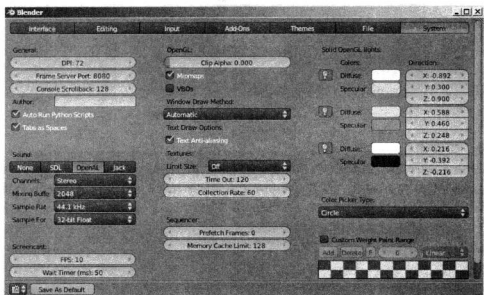 Blender
Interface
Editing
Input
Add-Ons
Themes
File
System
General:
DPI: 72
Frame Server Port: 8080
Console Scrollback: 128
Author:
Auto Run Python Scripts
Tabs as Spaces
Sound:
None
SDL
OpenAL
Jack
Channels: Stereo
Mixing Buffe 2048
Sample Rat 44.1 kHz
Sample For 32-bit Float
Screencast:
FPS: 10
Wait Timer (ms): 50
OpenGL:
Clip Alpha: 0.000
Mipmaps
VBOs
Window Draw Method:
Automatic
Text Draw Options:
Text Anti-aliasing
Textures:
Limit Size: Off
Time Out: 120
Collection Rate: 60
Sequencer:
Prefetch Frames: 0
Memory Cache Limit: 128
Solid OpenGL lights:
Colors:
Direction:
Diffuse:
X: -0.892
Specular
Y: 0.300
Z: 0.900
Diffuse:
X: 0.588
Specular
Y: 0.460
Z: 0.248
Diffuse:
X: 0.216
Specular
Y: -0.392
Z: -0.216
Color Picker Type:
Circle
Custom Weight Paint Range
Add
Delete
F
0
Linear
Save As Default